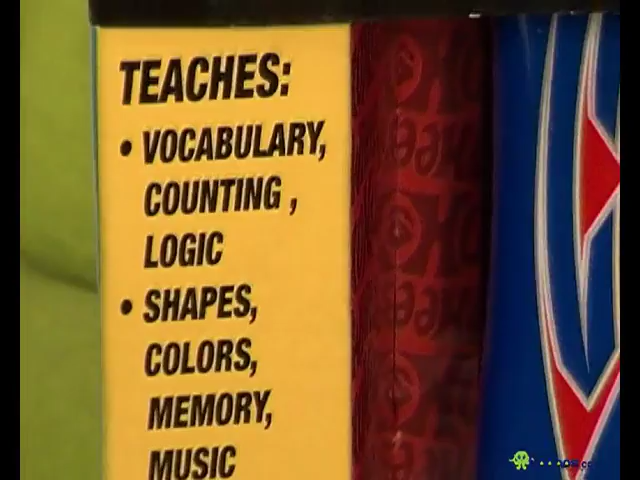 TEACHES:
• VOCABULARY,
COUNTING ,
LOGIC
• SHAPES,
COLORS,
MEMORY,
MUSIC